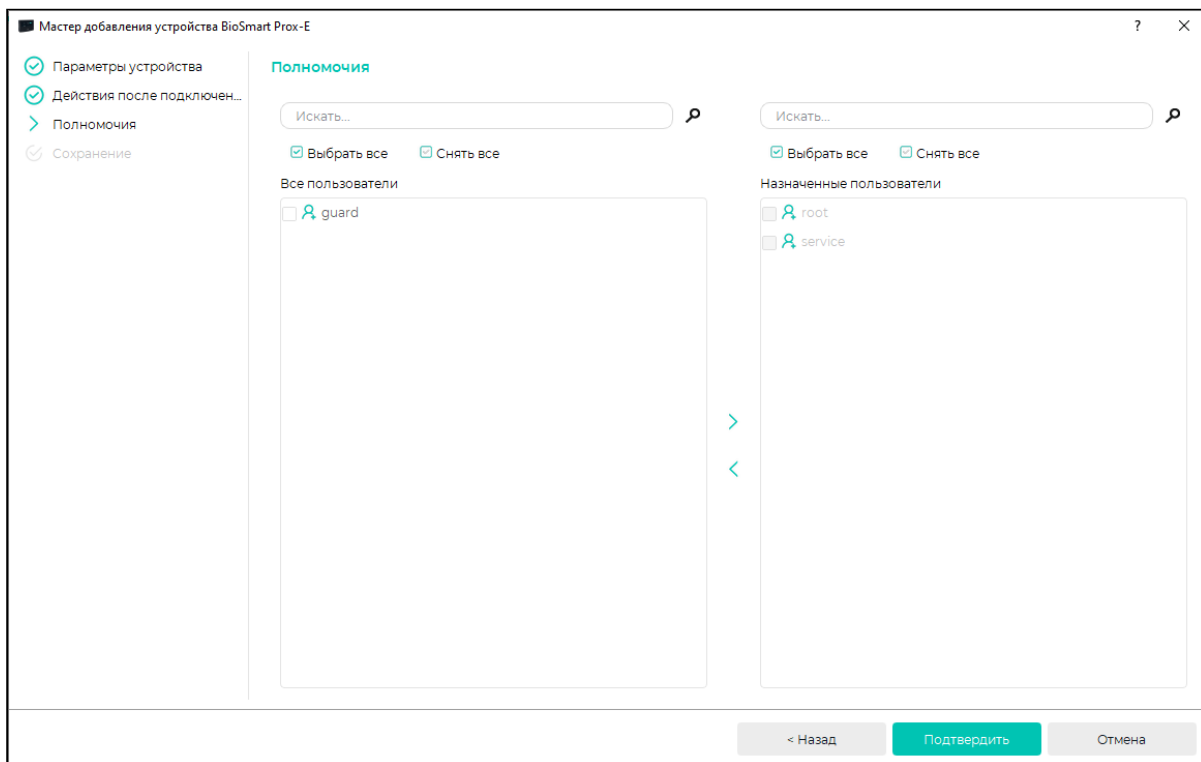 Мастер добавления устройства BioSmart Prox-E
?
Параметры устройства
Действия после подключен...
Полномочия
Сохранение
Полномочия
Искать...
Выбрать все
Снять все
Все пользователи
guard
Искать...
Выбрать все
Снять все
Назначенные пользователи
root
service
< Назад
Подтвердить
Отмена